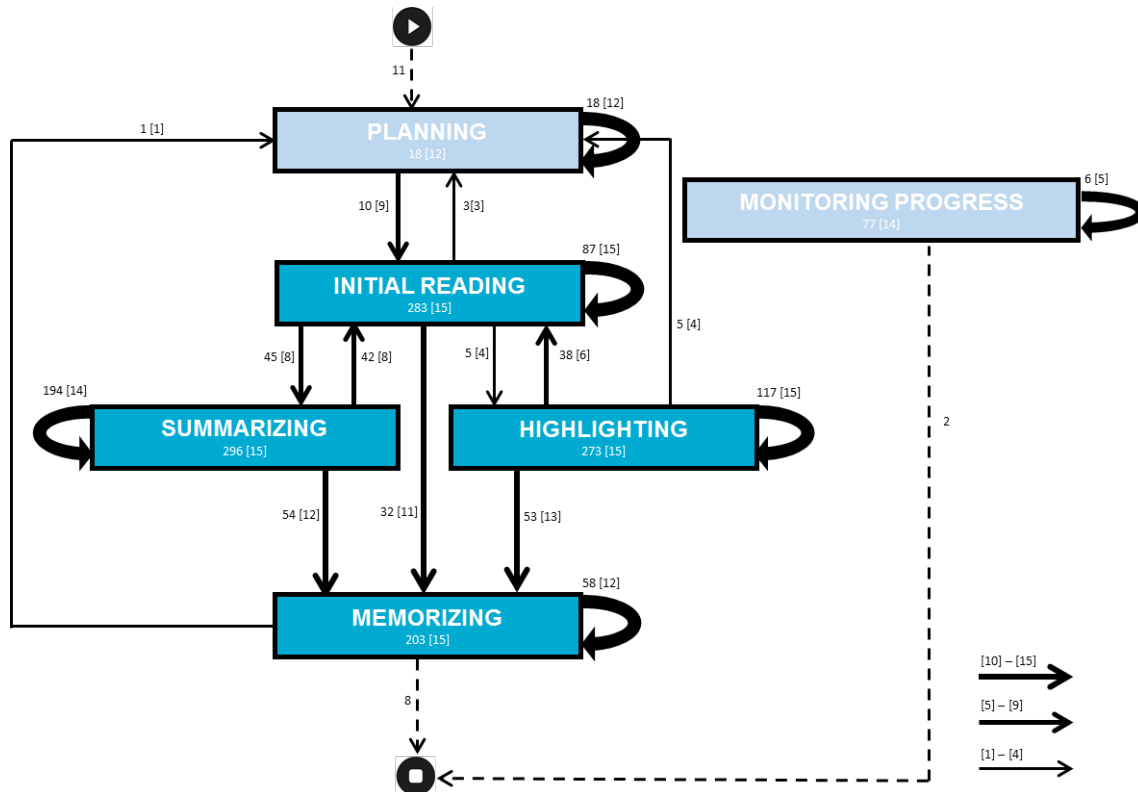 11
18 [12]
1 [1]
PLANNING
18 [12]
6 [5]
MONITORING PROGRESS
77 [14]
10 [9]
3[3]
87 [15]
INITIAL READING
283 [15]
5 [4]
45 [8]
42 [8]
5 [4]
38 [6]
194 [14]
117 [15]
SUMMARIZING
296 [15]
HIGHLIGHTING
273 [15]
2
54 [12]
32 [11]
53 [13]
58 [12]
MEMORIZING
203 [15]
[10] – [15]
8
[5] – [9]
[1] – [4]